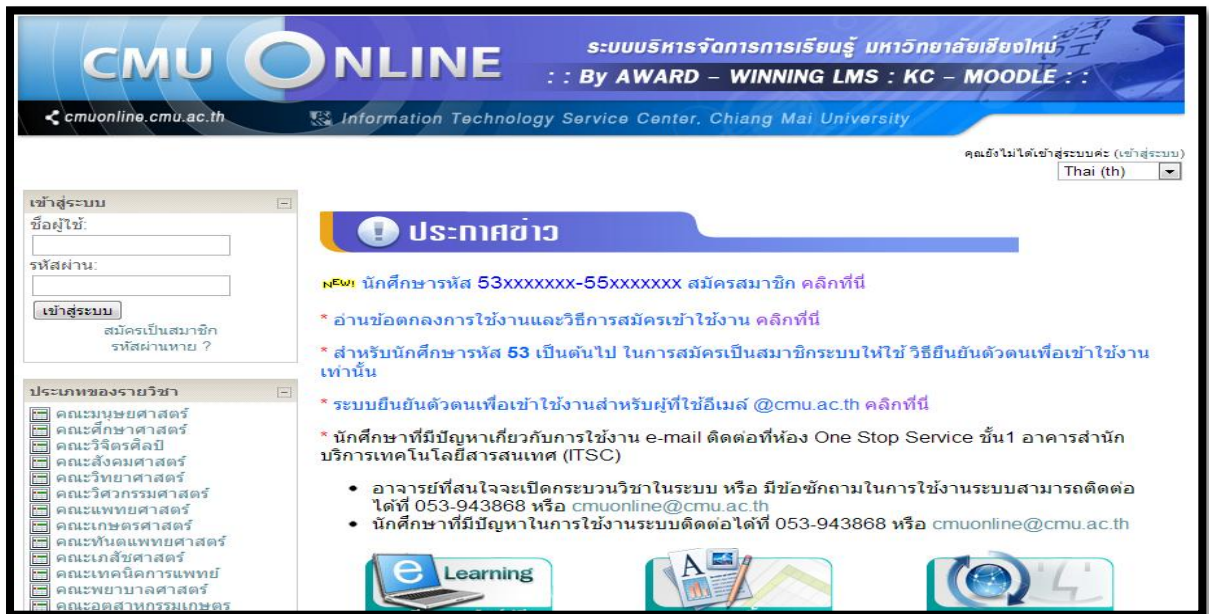 CMU ONLINE
ระบบบริหารจัดการการเรียนรู้ มหาวิทยาลัยเชียงใหม่
: : By AWARD – WINNING LMS : KC – MOODLE : :
cmuonline.cmu.ac.th
Information Technology Service Center, Chiang Mai University
คุณยังไม่ได้เข้าสู่ระบบค่ะ (เข้าสู่ระบบ)
Thai (th)
เข้าสู่ระบบ
ชื่อผู้ใช้:
รหัสผ่าน:
เข้าสู่ระบบ
สมัครเป็นสมาชิก
รหัสผ่านหาย ?
ประเภทของรายวิชา
คณะมนุษยศาสตร์
คณะศึกษาศาสตร์
คณะวิจิตรศิลป์
คณะสังคมศาสตร์
คณะวิทยาศาสตร์
คณะวิศวกรรมศาสตร์
คณะแพทยศาสตร์
คณะเกษตรศาสตร์
คณะทันตแพทยศาสตร์
คณะเภสัชศาสตร์
คณะเทคนิคการแพทย์
คณะพยาบาลศาสตร์
คณะอุตสาหกรรมเกษตร
ประกาศข่าว
NEW! นักศึกษารหัส 53xxxxxxx-55xxxxxxx สมัครสมาชิก คลิกที่นี่
* อ่านข้อตกลงการใช้งานและวิธีการสมัครเข้าใช้งาน คลิกที่นี่
* สำหรับนักศึกษารหัส 53 เป็นต้นไป ในการสมัครเป็นสมาชิกระบบให้ใช้ วิธียืนยันตัวตนเพื่อเข้าใช้งาน
เท่านั้น
* ระบบยืนยันตัวตนเพื่อเข้าใช้งานสำหรับผู้ที่ใช้อีเมล์ @cmu.ac.th คลิกที่นี่
* นักศึกษาที่มีปัญหาเกี่ยวกับการใช้งาน e-mail ติดต่อที่ห้อง One Stop Service ชั้น1 อาคารสำนัก
บริการเทคโนโลยีสารสนเทศ (ITSC)
• อาจารย์ที่สนใจจะเปิดกระบวนวิชาในระบบ หรือ มีข้อซักถามในการใช้งานระบบสามารถติดต่อ
ได้ที่ 053-943868 หรือ cmuonline@cmu.ac.th
• นักศึกษาที่มีปัญหาในการใช้งานระบบติดต่อได้ที่ 053-943868 หรือ cmuonline@cmu.ac.th
e Learning